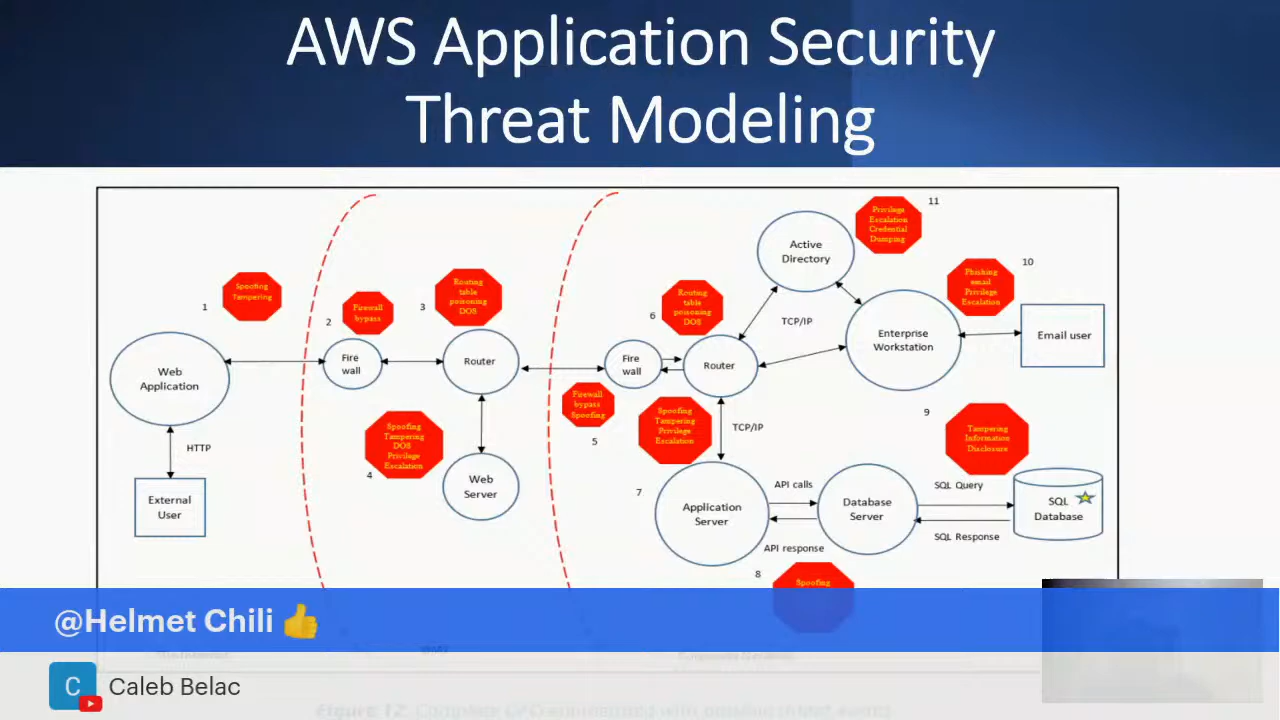 AWS Application Security
Threat Modeling
1
Spoofing
Tampering
2
Firewall
bypass
3
Routing
table
poisoning
DOS
6
Routing
table
poisoning
DOS
Active
Directory
Privilege
Escalation
Credential
Dumping
11
10
Phishing
email
Privilege
Escalation
Web
Application
Fire
wall
Router
Fire
wall
Router
TCP/IP
Enterprise
Workstation
Email user
HTTP
External
User
Spoofing
Tampering
DOS
Privilege
Escalation
4
Web
Server
Firewall
bypass
Spoofing
5
Spoofing
Tampering
Privilege
Escalation
TCP/IP
9
Tampering
Information
Disclosure
7
Application
Server
API calls
API response
Database
Server
SQL Query
SQL Response
SQL
Database
8
Spoofing
@Helmet Chili 👍
C
Caleb Belac